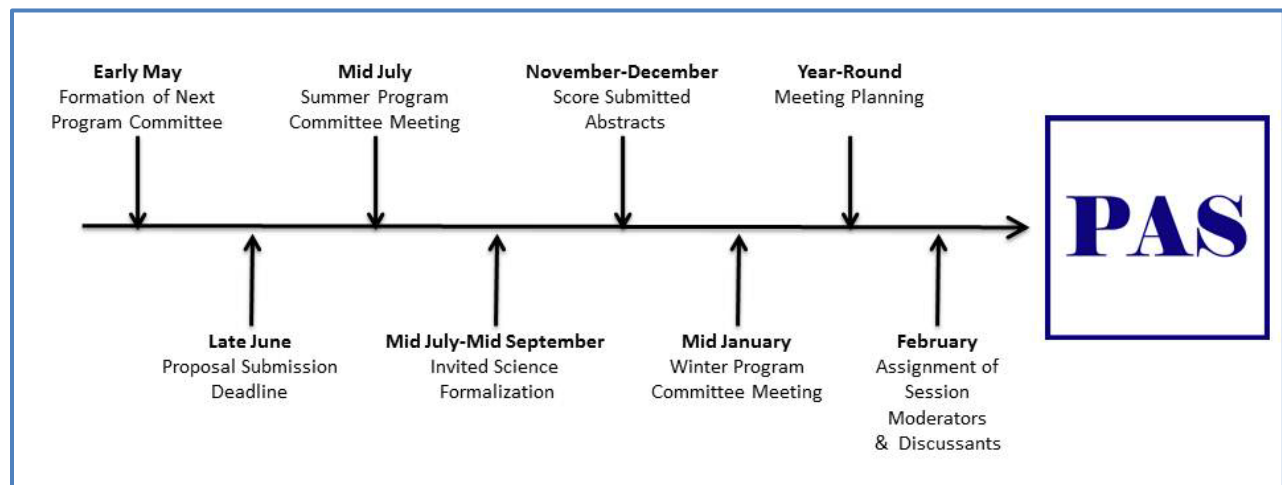 Early May
Formation of Next
Program Committee
Mid July
Summer Program
Committee Meeting
November-December
Score Submitted
Abstracts
Year-Round
Meeting Planning
PAS
Late June
Proposal Submission
Deadline
Mid July-Mid September
Invited Science
Formalization
Mid January
Winter Program
Committee Meeting
February
Assignment of
Session
Moderators
& Discussants